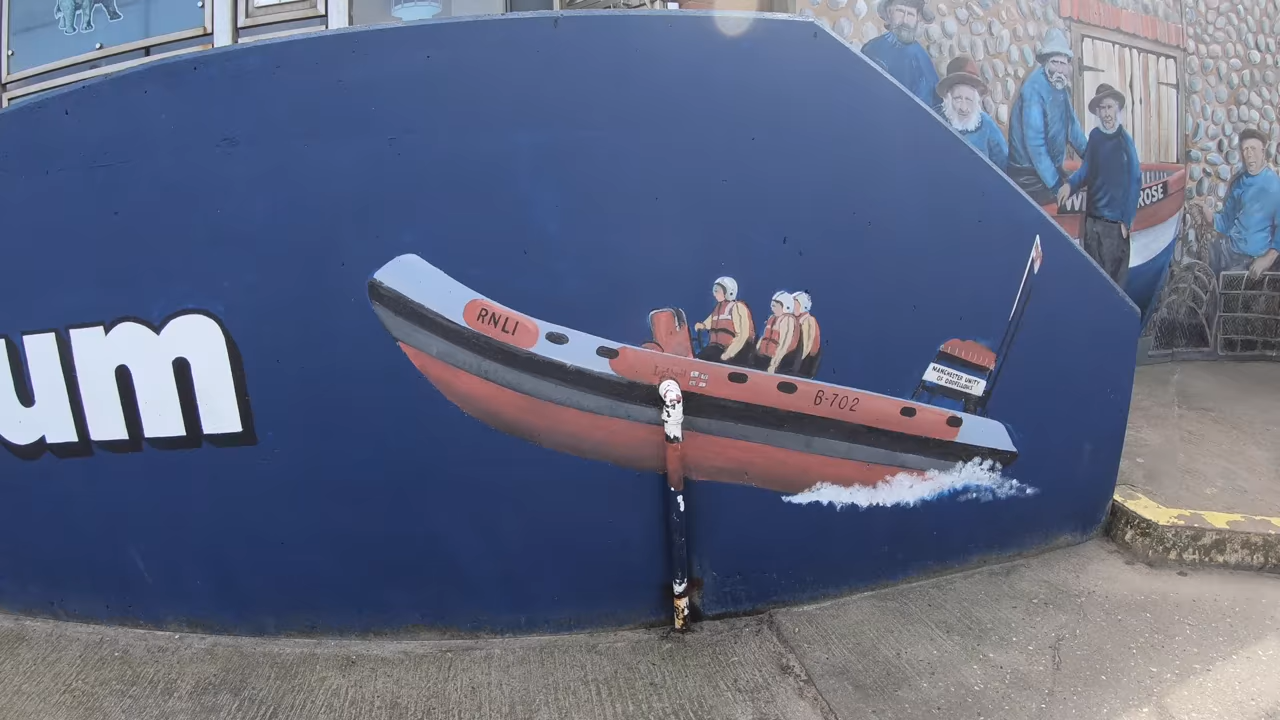 um
RNLI
B-702
MANCHESTER UNITY
OF ODDFELLOWS
ROSE